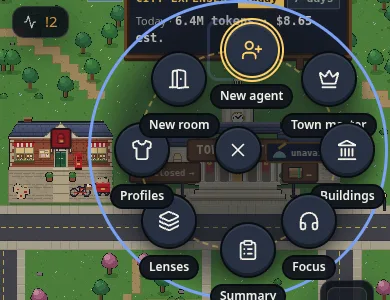 !2
Today · 6.4M tokens · $8.65
est.
New agent
New room
Town master
Profiles
Buildings
Lenses
Focus
Summary